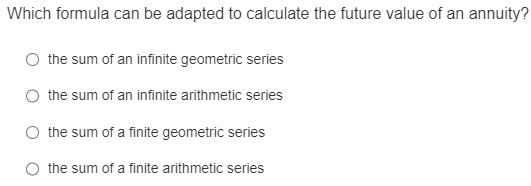 Which formula can be adapted to calculate the future value of an annuity?
the sum of an infinite geometric series
the sum of an infinite arithmetic series
the sum of a finite geometric series
the sum of a finite arithmetic series